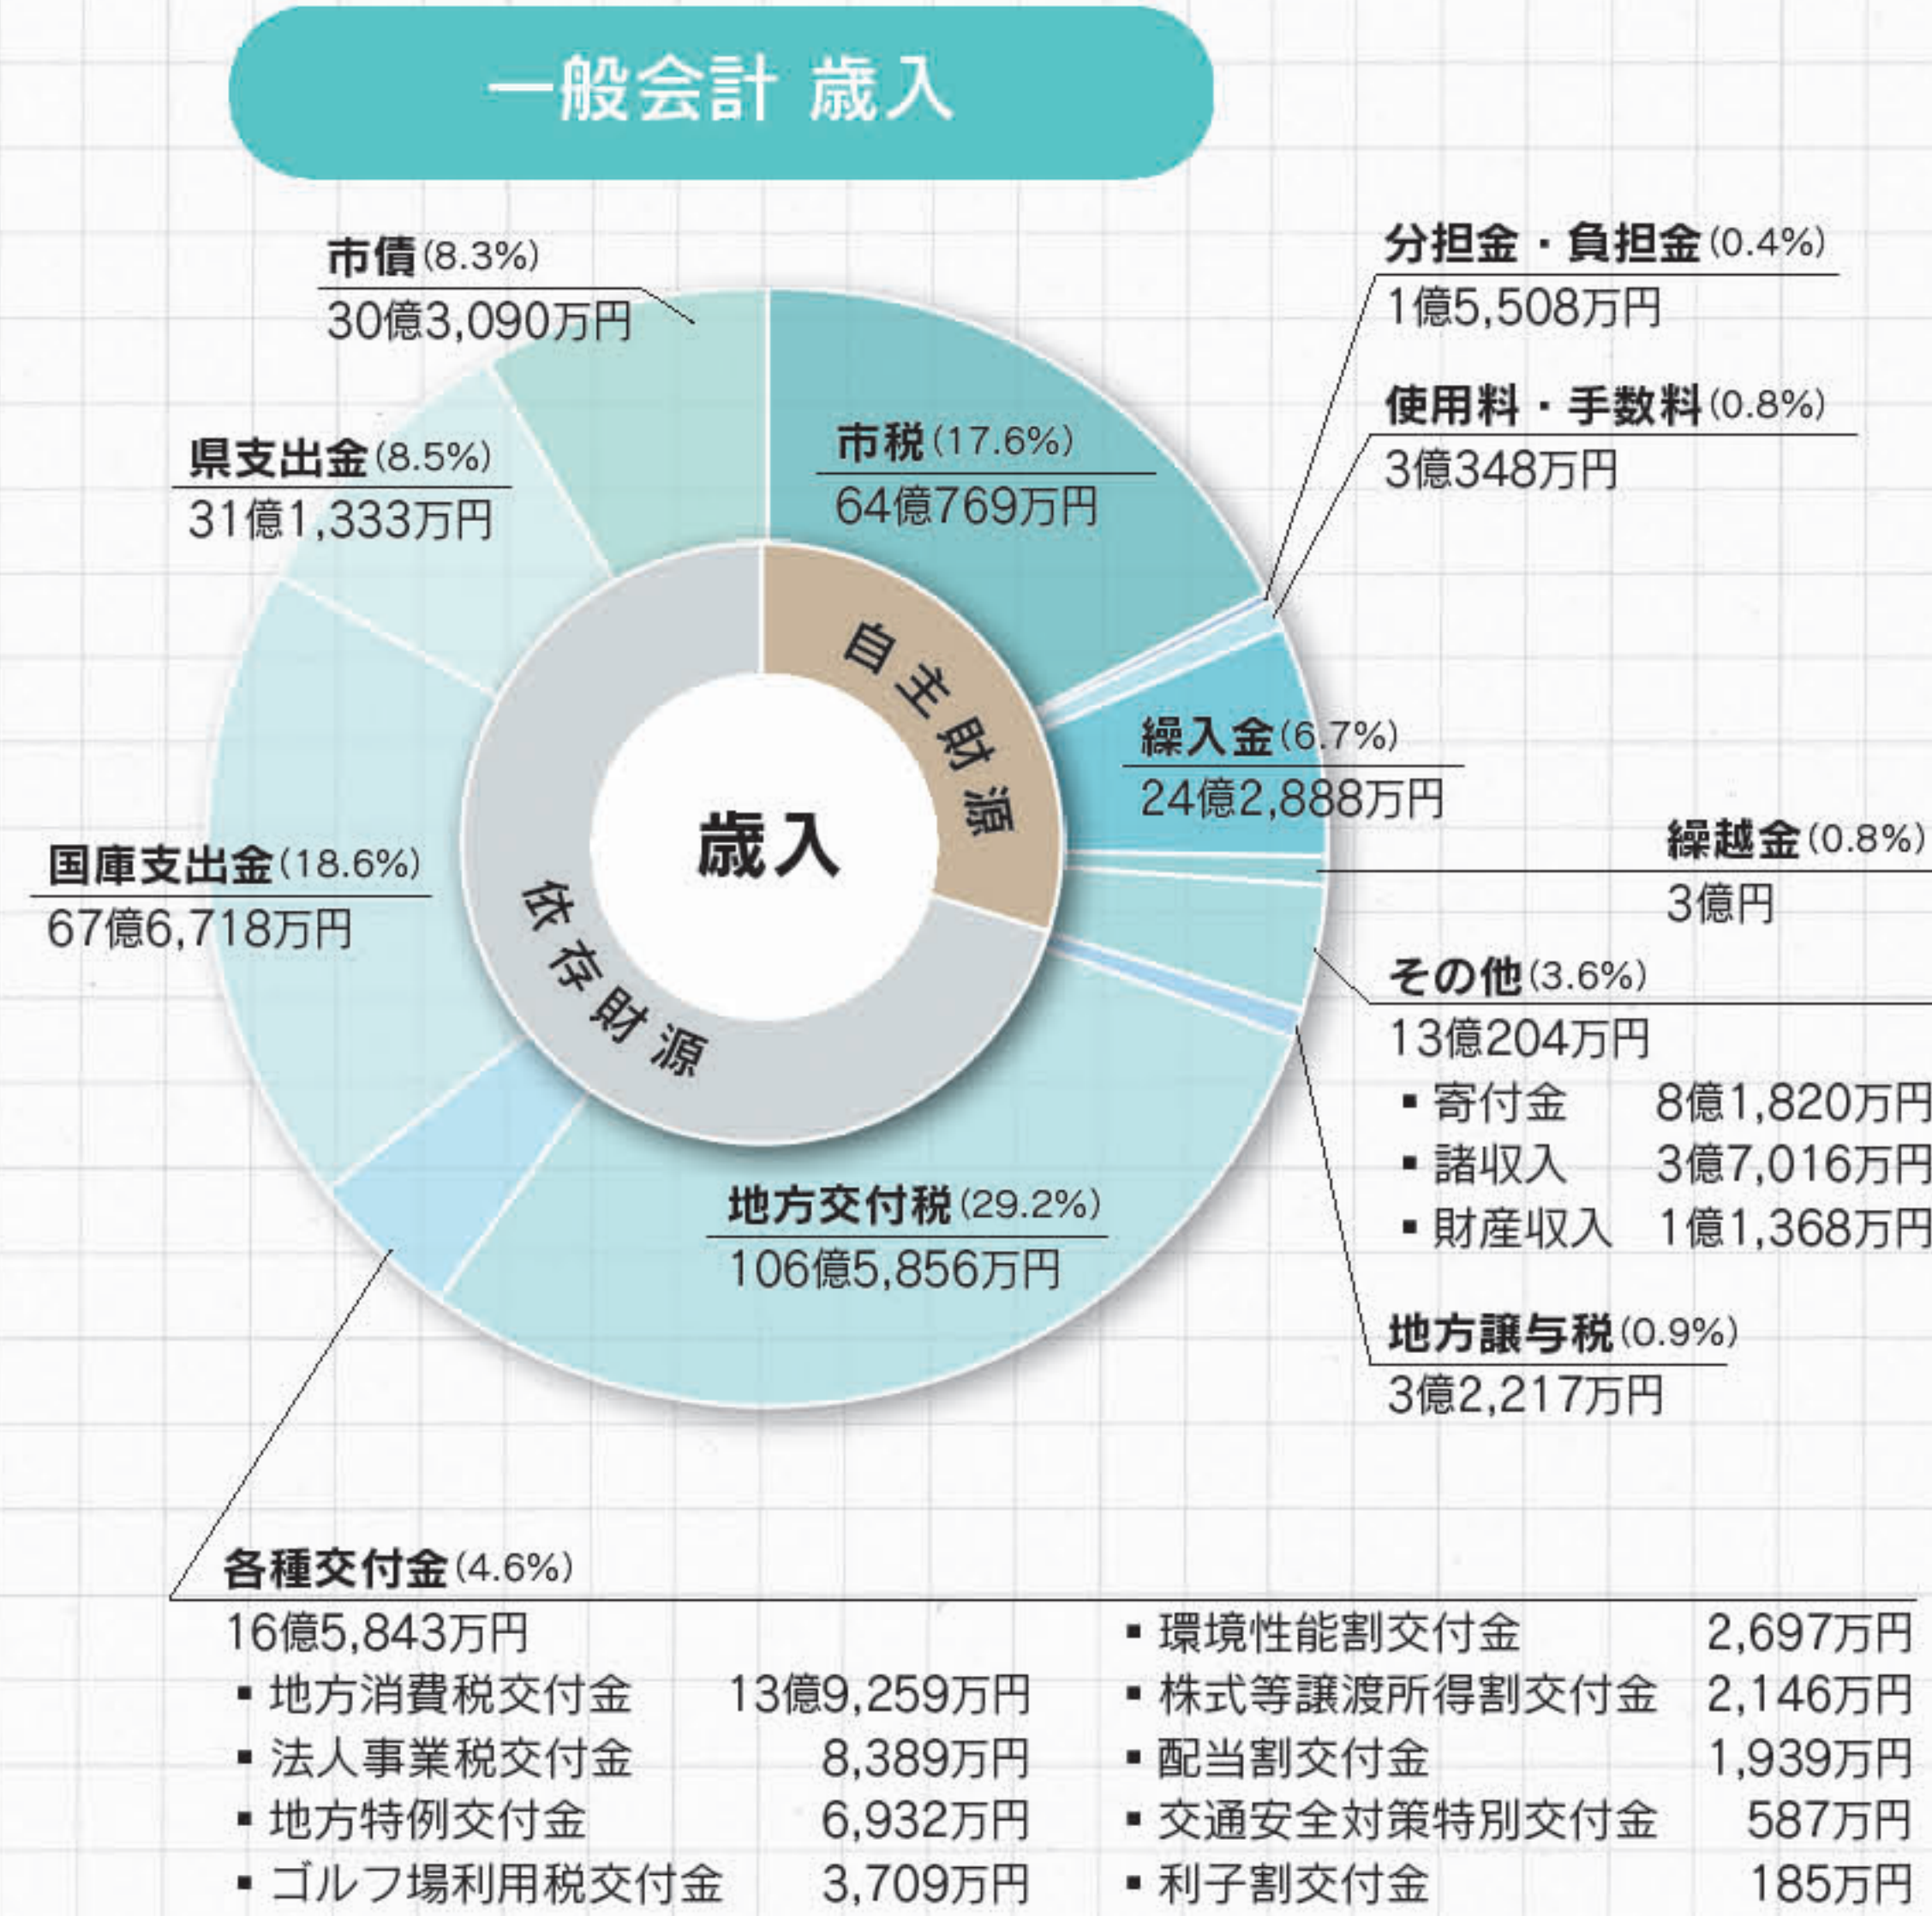 一般会計 歳入
市債(8.3%)
30億3,090万円
分担金・負担金(0.4%)
1億5,508万円
使用料・手数料(0.8%)
3億348万円
市税(17.6%)
64億769万円
県支出金(8.5%)
31億1,333万円
自主財源
繰入金(6.7%)
24億2,888万円
歳入
繰越金(0.8%)
3億円
国庫支出金(18.6%)
67億6,718万円
依存財源
その他(3.6%)
13億204万円
▪寄付金 8億1,820万円
▪諸収入 3億7,016万円
▪財産収入 1億1,368万円
地方交付税(29.2%)
106億5,856万円
地方譲与税(0.9%)
3億2,217万円
各種交付金(4.6%)
16億5,843万円
▪地方消費税交付金 13億9,259万円
▪法人事業税交付金 8,389万円
▪地方特例交付金 6,932万円
▪ゴルフ場利用税交付金 3,709万円
▪環境性能割交付金 2,697万円
▪株式等譲渡所得割交付金 2,146万円
▪配当割交付金 1,939万円
▪交通安全対策特別交付金 587万円
▪利子割交付金 185万円